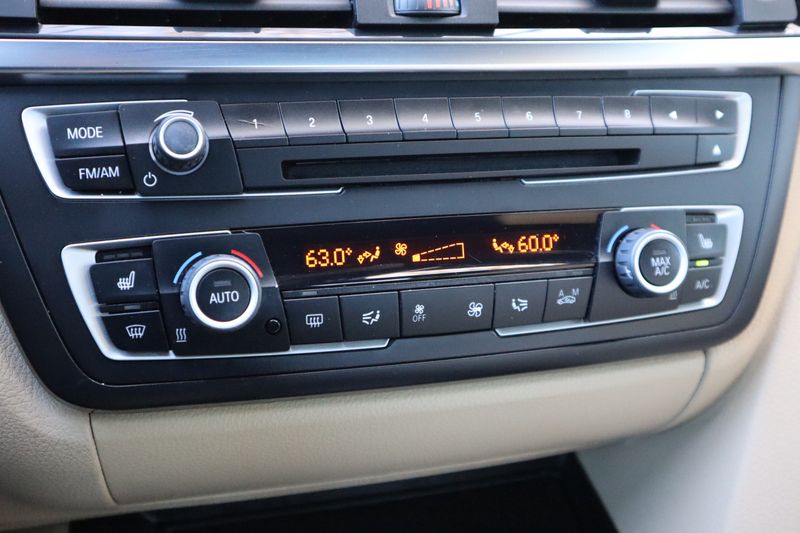 MODE 1 2 3 4 5 6 7 8
FM/AM
63.0° 60.0°
AUTO MAX A/C
OFF A M A/C